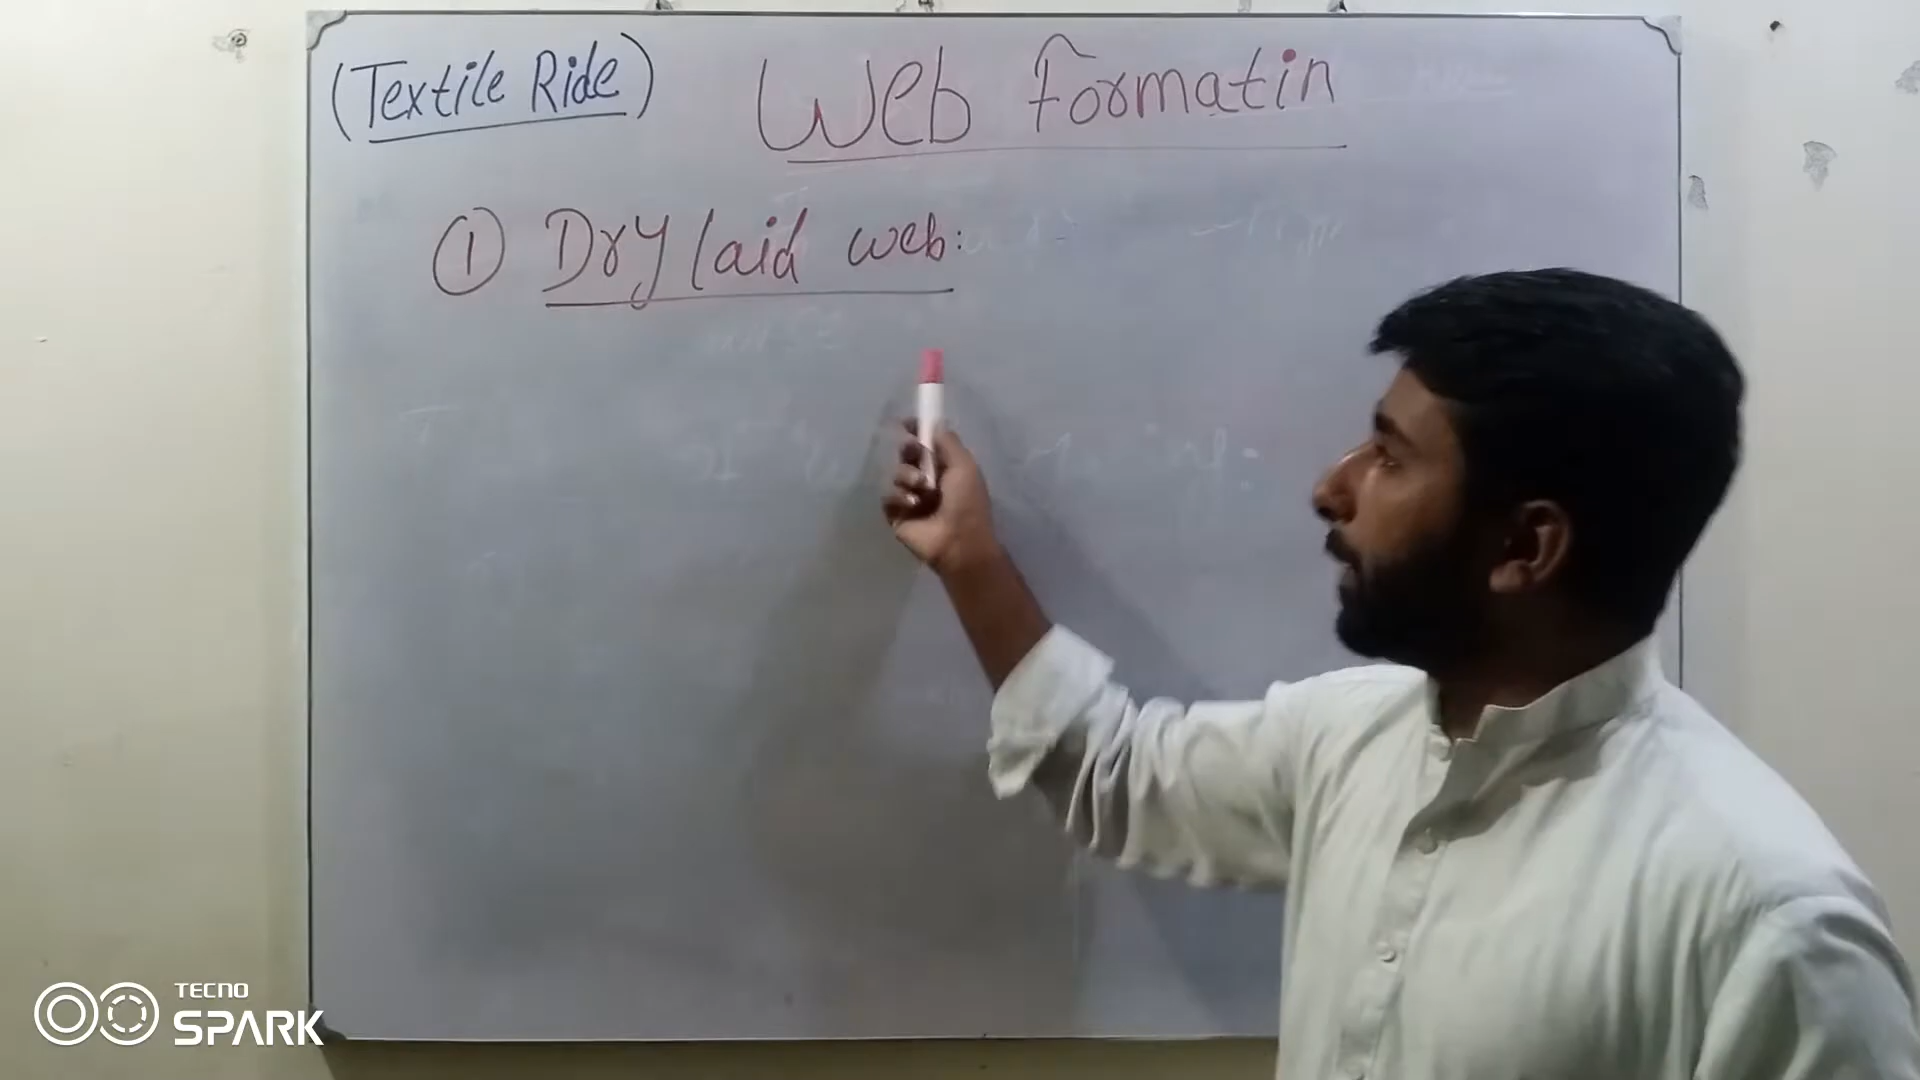 (Textile Ride)
Web Formatin
① Dry laid web:
TECNO
SPARK